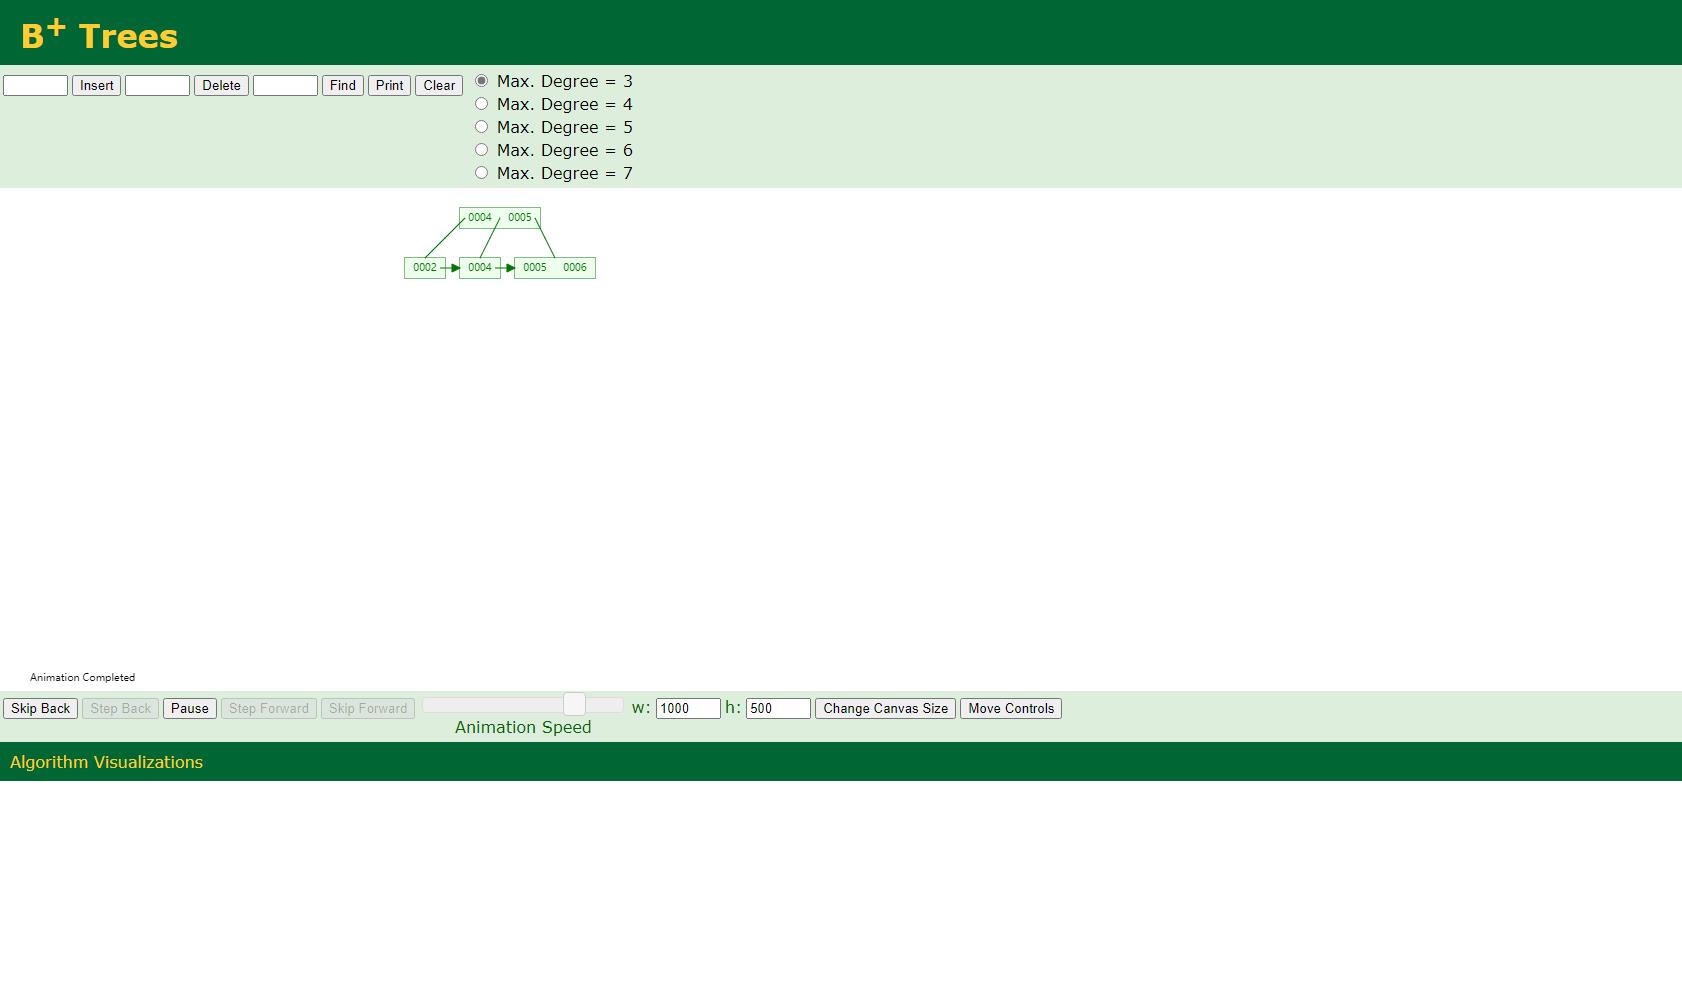 B+ Trees
Insert Delete Find Print Clear
Max. Degree = 3
Max. Degree = 4
Max. Degree = 5
Max. Degree = 6
Max. Degree = 7
0004 0005
0002 0004 0005 0006
Animation Completed
Skip Back Step Back Pause Step Forward Skip Forward w: 1000 h: 500 Change Canvas Size Move Controls
Animation Speed
Algorithm Visualizations